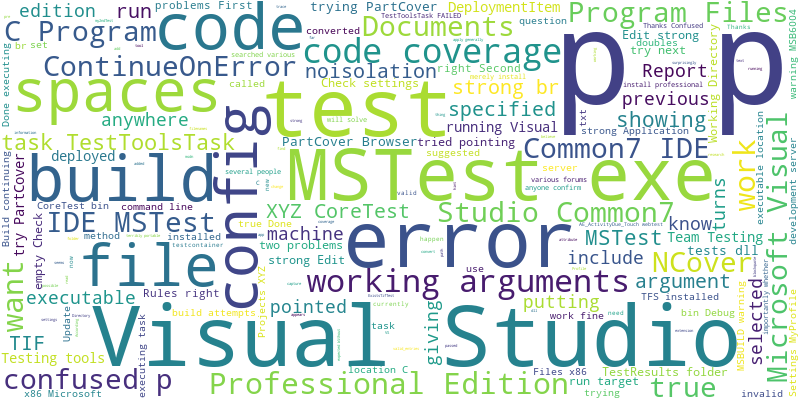 edition run
problems First
trying PartCover
DeploymentItem
Program Files
TestToolsTask FAILED
question
Thanks Confused
Thanks
C Program
code
Documents
p p
br set
converted
Edit strong
doubles
try next
ContinueOnError
code coverage
right Second
Report
Done executing
spaces
noisolation
strong br
install professional
searched various
called
Check settings
merely install
previous
Working Directory
warning MSB6004
anywhere
test
specified
showing
txt
task TestToolsTask
config
PartCover Browser
tried pointing
strong Application
will solve
running Visual
various forums
Common7 IDE
deployed
build
suggested
server
anyone confirm
several people
MSTest exe
work
valid
Build continuing
CoreTest bin
command line
XYZ CoreTest
Studio Common7
turns
executable location
development server
IDE MSTest
true Done
error
know
method
installed
machine
MSTest
Team Testing
Microsoft Visual
try PartCover
empty Check
testcontainer
two problems
include
tests dll
want
file
strong Edit
happen
use
NCover
Rules right
pointed
working arguments
argument
TFS installed
executable
Projects XYZ
putting
selected
importantly whether
executing task
Update
build attempts
giving
currently
bin Debug
MSBUILD warning
TIF
Visual Studio
Testing tools
task
Files x86
need
TestResults folder
Settings MyProfile
confused p
location C
run target
true
x86 Microsoft
Professional Edition
trying
invalid